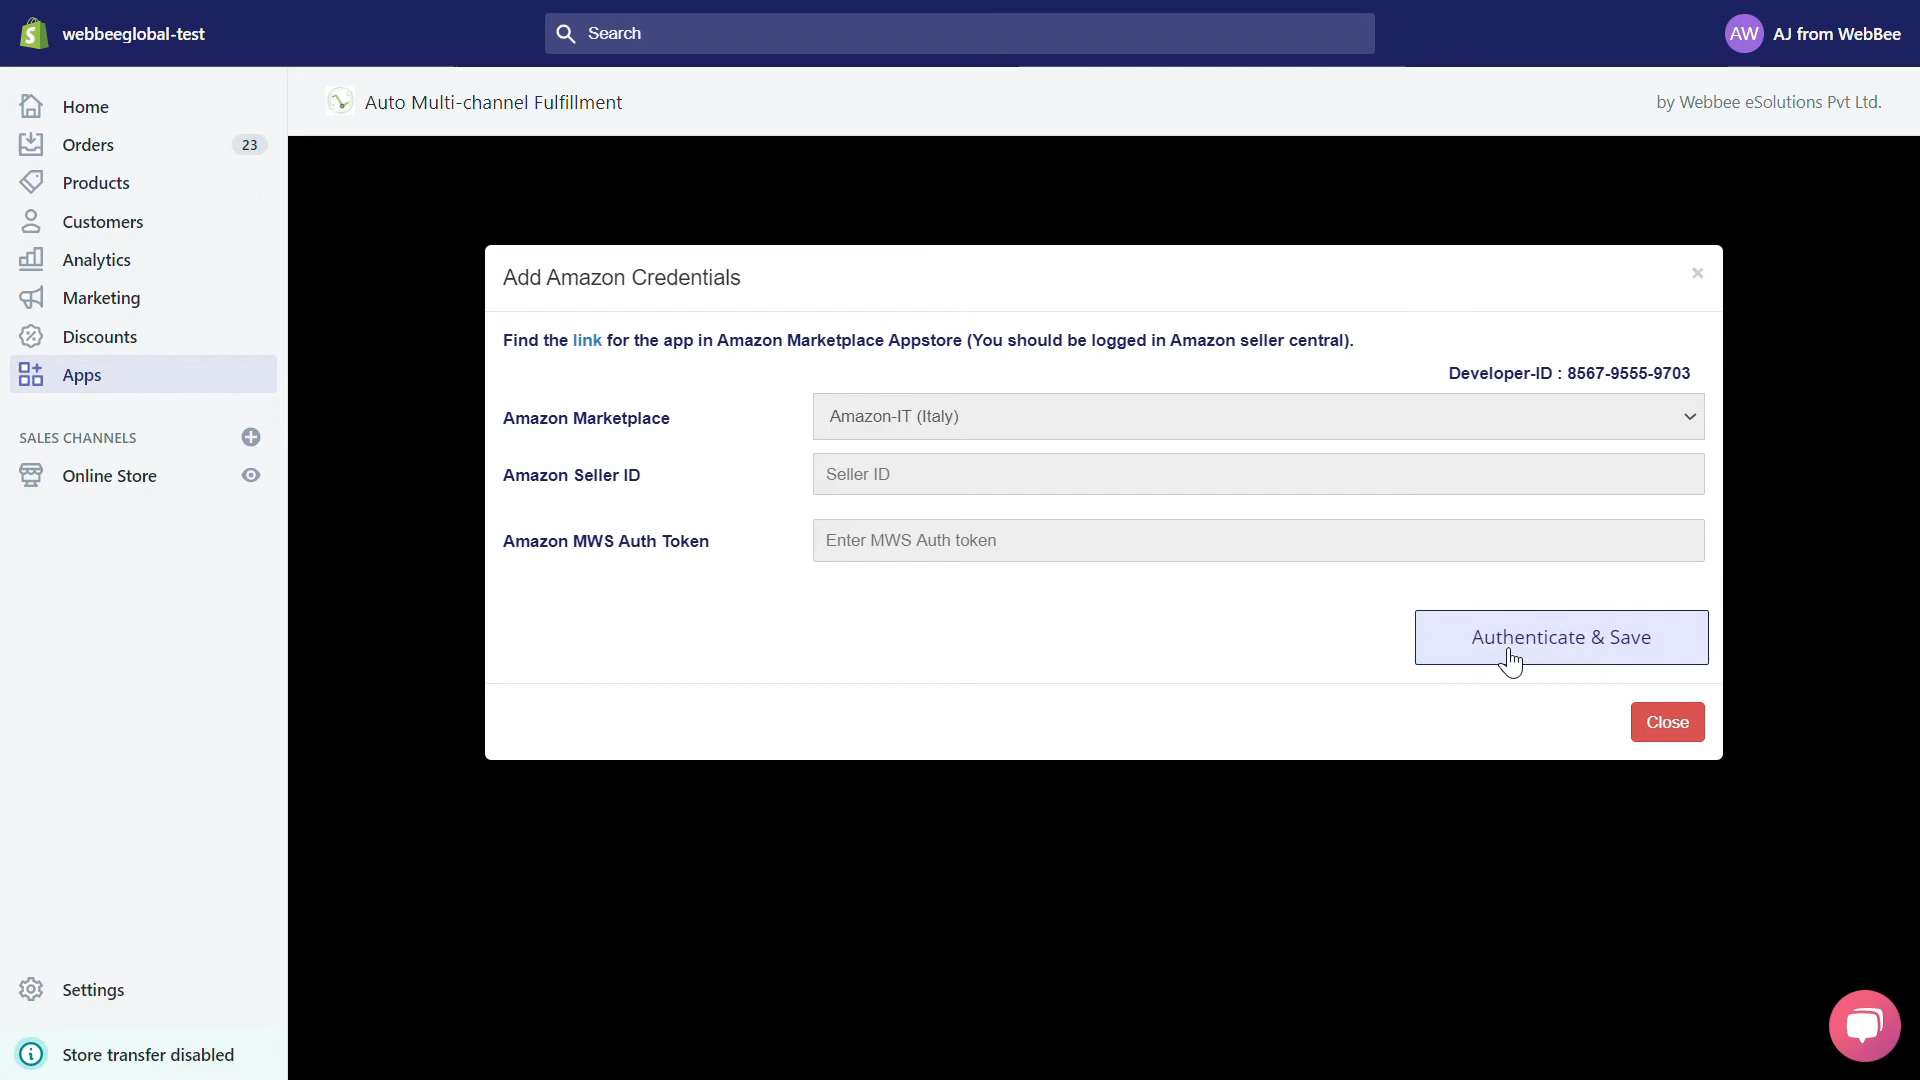 webbeeglobal-test
Search
AW AJ from WebBee
Home
Orders 23
Products
Customers
Analytics
Marketing
Discounts
Apps
SALES CHANNELS
Online Store
Settings
Store transfer disabled
Auto Multi-channel Fulfillment
by Webbee eSolutions Pvt Ltd.
Add Amazon Credentials ×
Find the link for the app in Amazon Marketplace Appstore (You should be logged in Amazon seller central).
Developer-ID : 8567-9555-9703
Amazon Marketplace Amazon-IT (Italy)
Amazon Seller ID Seller ID
Amazon MWS Auth Token Enter MWS Auth token
Authenticate & Save
Close